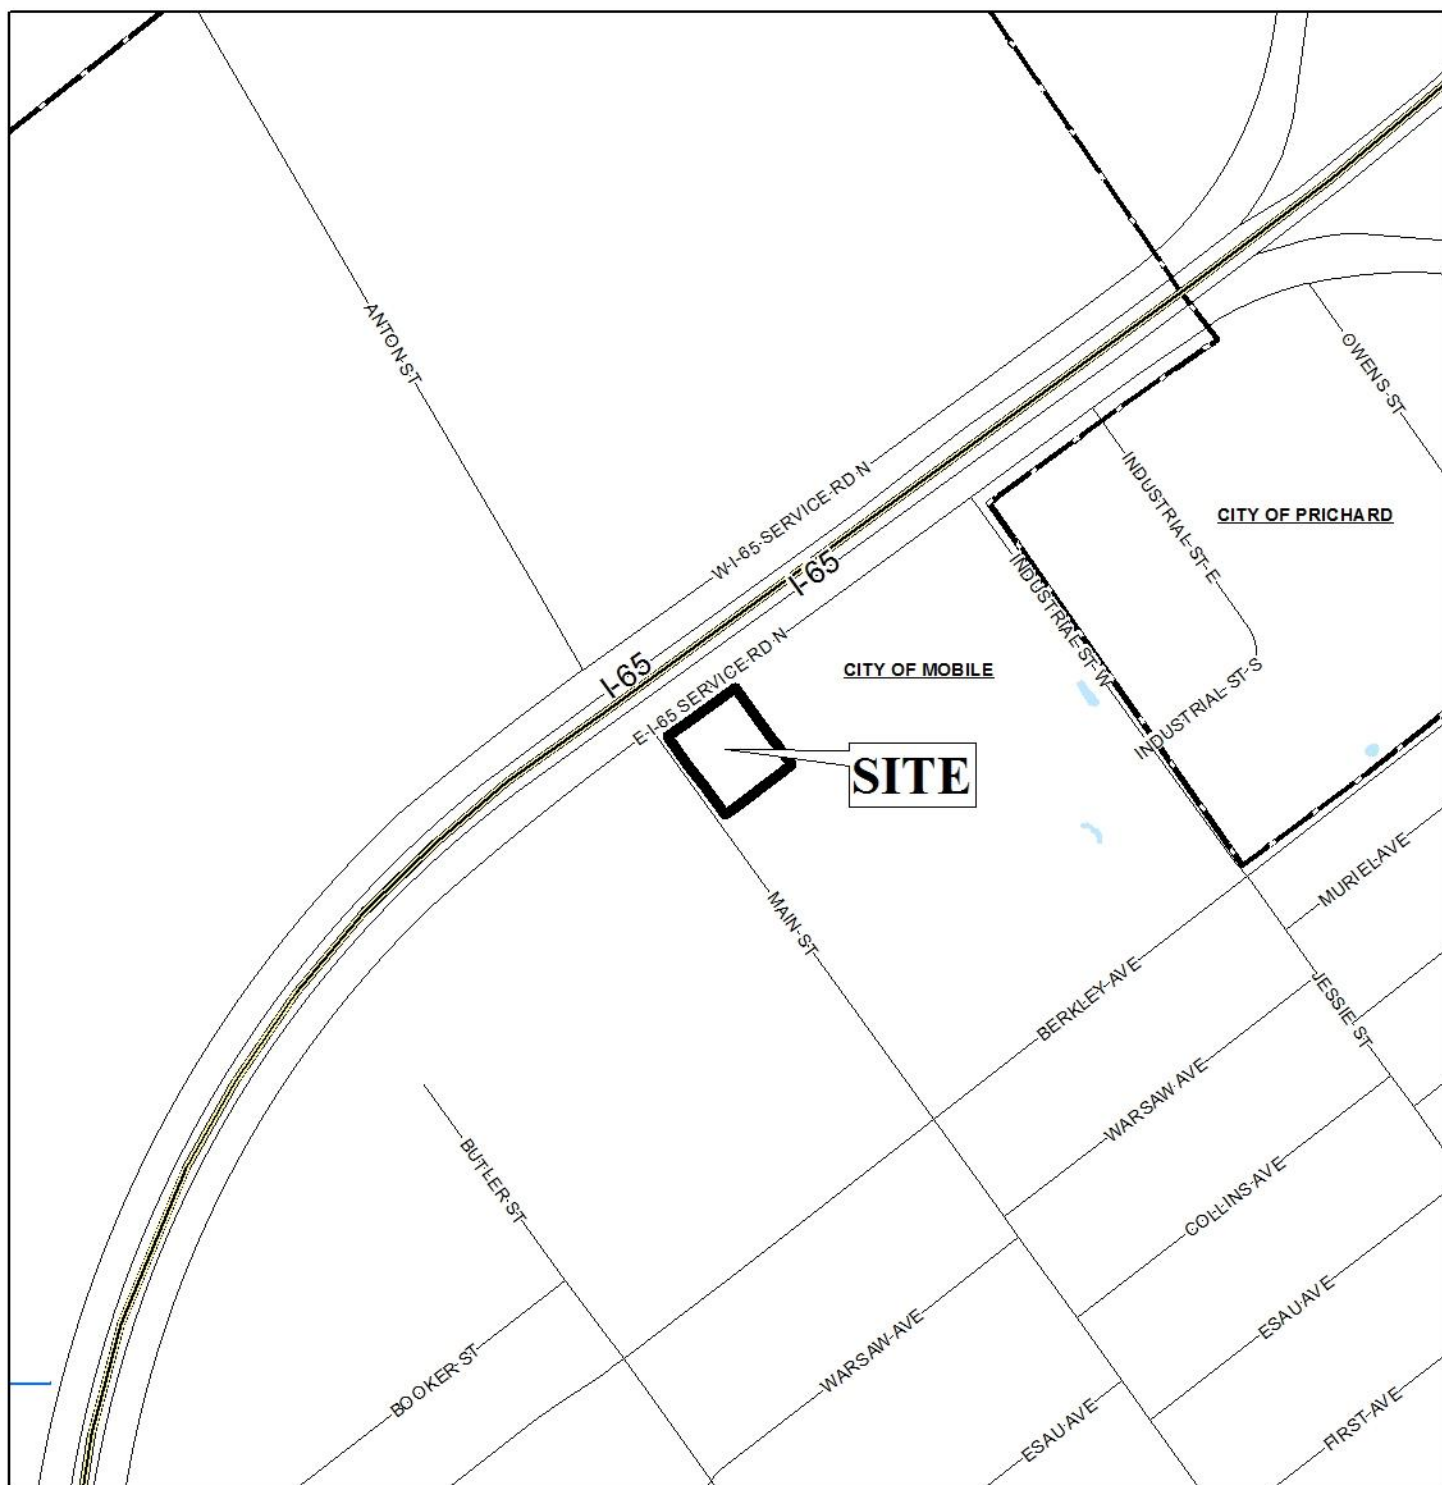 ANTON ST
OWENS ST
W I-65 SERVICE RD N
INDUSTRIAL ST E
CITY OF PRICHARD
I-65
INDUSTRIAL ST W
I-65
E I-65 SERVICE RD N
CITY OF MOBILE
INDUSTRIAL ST S
SITE
MURIEL AVE
MAIN ST
BERKLEY AVE
JESSIE ST
WARSAW AVE
BUTLER ST
COLLINS AVE
ESAU AVE
WARSAW AVE
BOOKER ST
ESAU AVE
FIRST AVE